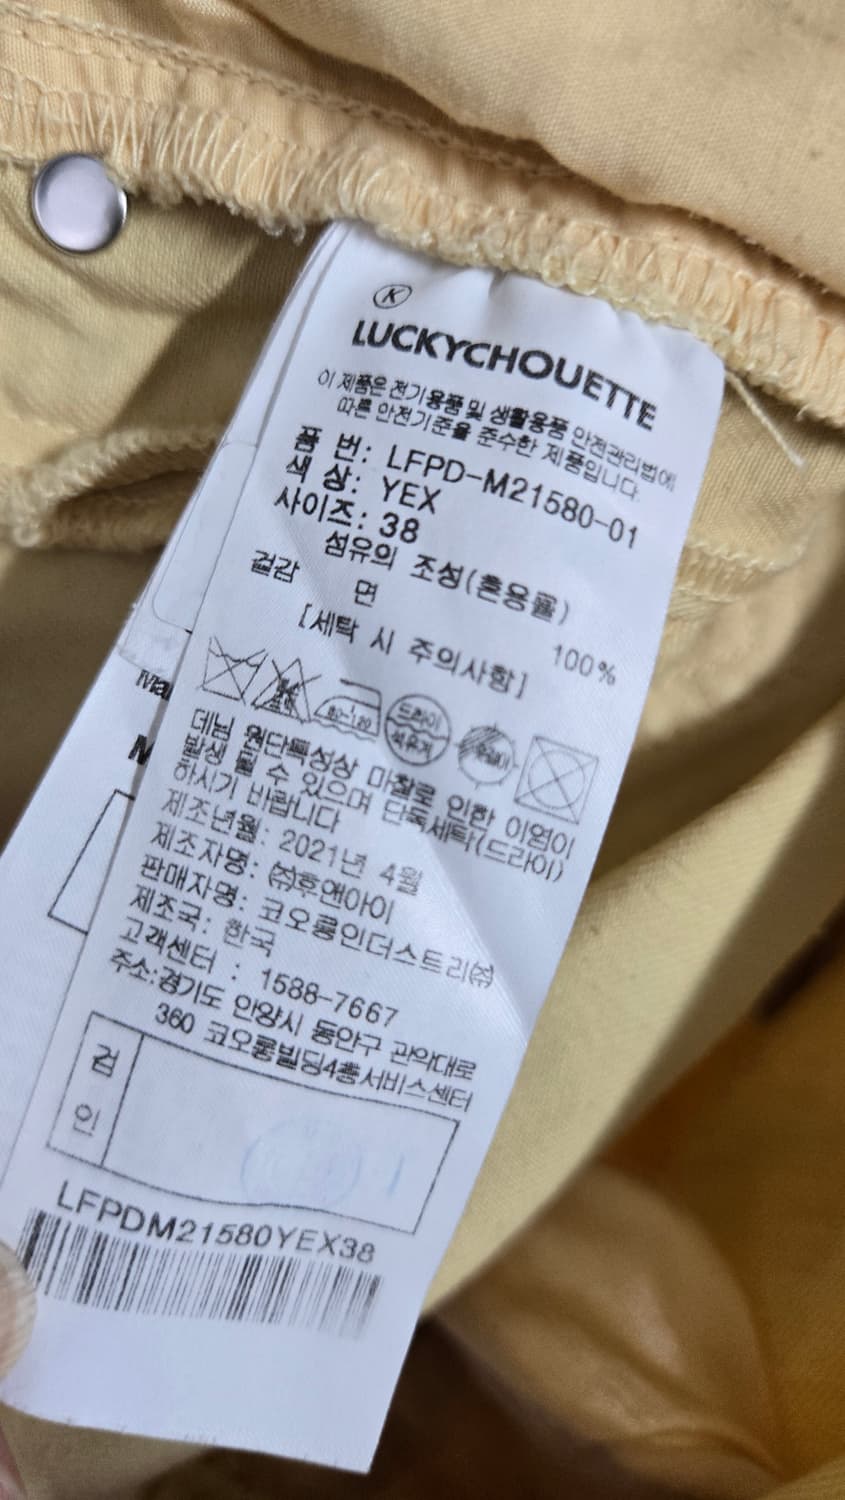 K
LUCKYCHOUETTE
이 제품은 전기용품 및 생활용품 안전관리법에
따른 안전기준을 준수한 제품입니다.
품 번: LFPD-M21580-01
색 상: YEX
사이즈: 38
섬유의 조성(혼용률)
겉감 면 100%
[세탁 시 주의사항]
80~120
드라이
석유계
데님 원단특성상 마찰로 인한 이염이
발생 될 수 있으며 단독세탁(드라이)
하시기 바랍니다
제조년월: 2021년 4월
제조자명: ㈜후앤아이
판매자명: 코오롱인더스트리㈜
제조국: 한국
고객센터 : 1588-7667
주소:경기도 안양시 동안구 관악대로
360 코오롱빌딩4층서비스센터
검
인
LFPDM21580YEX38